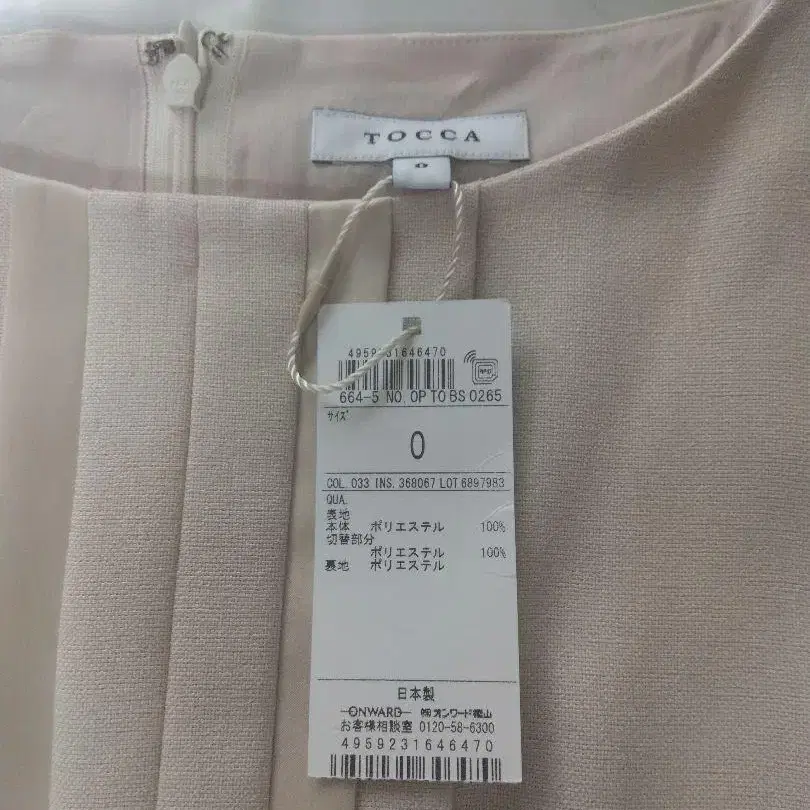 TOCCA
0
4959231646470
664-5 NO. OP TO BS 0265
サイズ
0
COL. 033 INS. 368067 LOT 6897983
QUA.
表地
本体 ポリエステル 100%
切替部分
ポリエステル 100%
裏地 ポリエステル
日本製
ONWARD ㈱オンワード樫山
お客様相談室 0120-58-6300
4959231646470